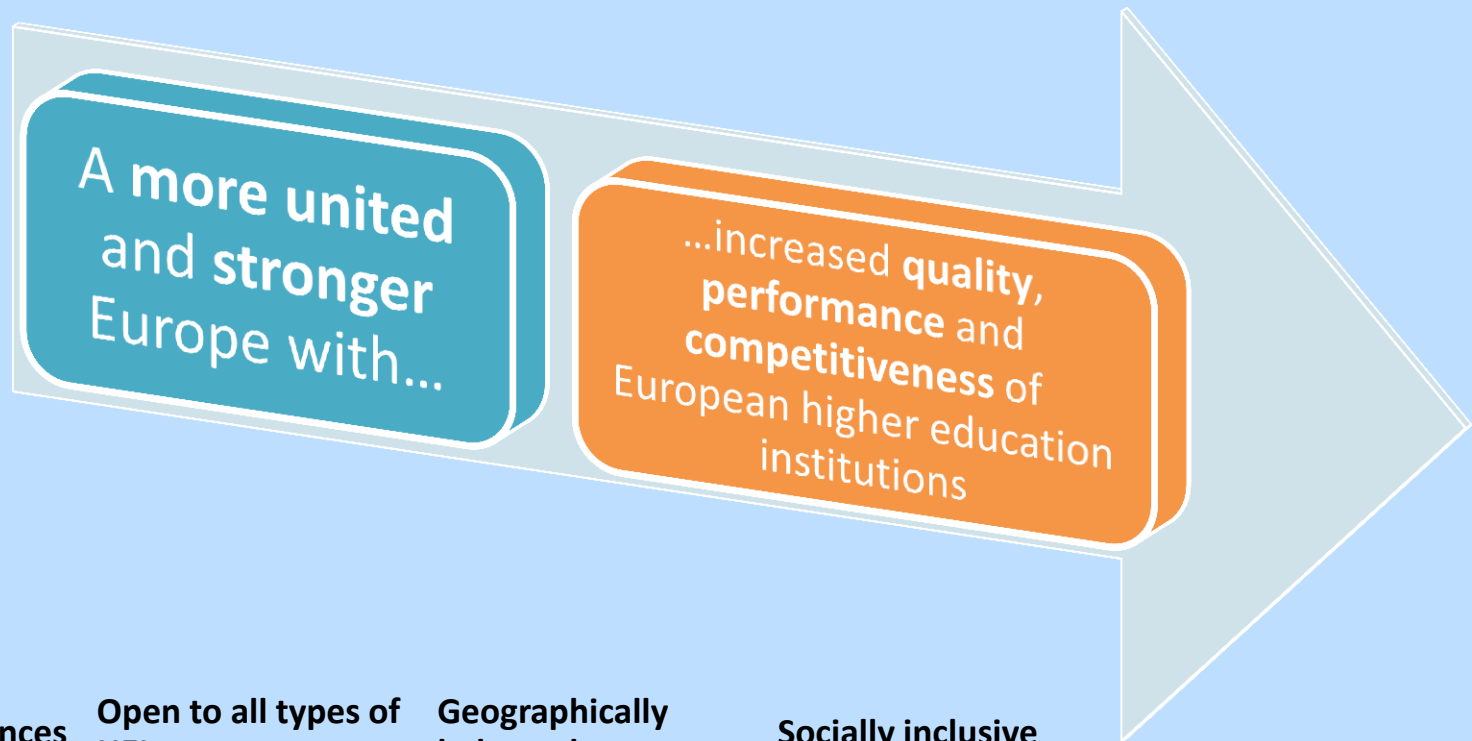 A more united
and stronger
Europe with...
...increased quality,
performance and
competitiveness of
European higher education
institutions
Open to all types of
Geographically
Socially inclusive